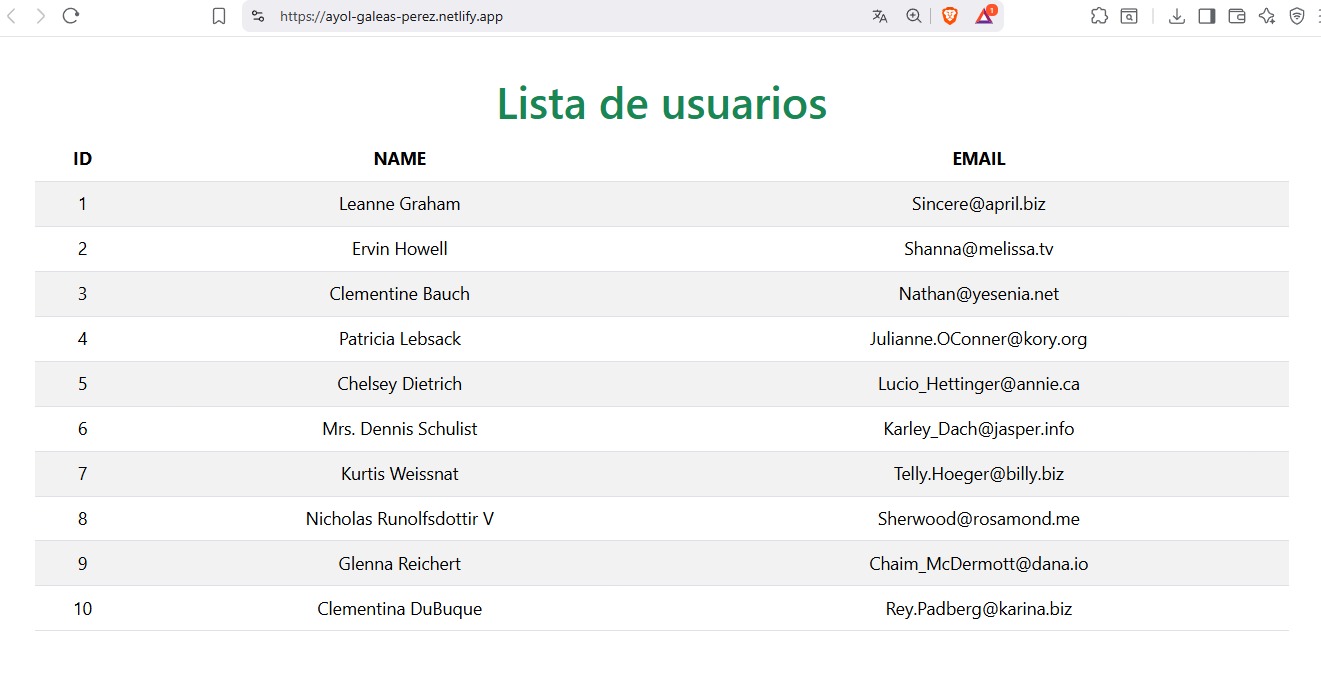 https://ayol-galeas-perez.netlify.app
1
Lista de usuarios
ID NAME EMAIL
1 Leanne Graham Sincere@april.biz
2 Ervin Howell Shanna@melissa.tv
3 Clementine Bauch Nathan@yesenia.net
4 Patricia Lebsack Julianne.OConner@kory.org
5 Chelsey Dietrich Lucio_Hettinger@annie.ca
6 Mrs. Dennis Schulist Karley_Dach@jasper.info
7 Kurtis Weissnat Telly.Hoeger@billy.biz
8 Nicholas Runolfsdottir V Sherwood@rosamond.me
9 Glenna Reichert Chaim_McDermott@dana.io
10 Clementina DuBuque Rey.Padberg@karina.biz